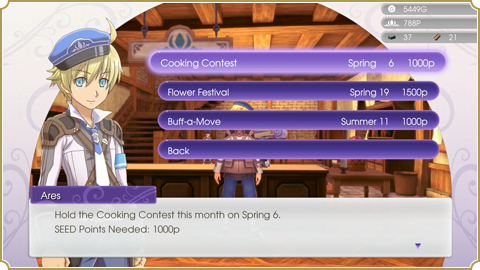 5449G
788P
37 21
Cooking Contest Spring 6 1000p
Flower Festival Spring 19 1500p
Buff-a-Move Summer 11 1000p
Back
Ares
Hold the Cooking Contest this month on Spring 6.
SEED Points Needed: 1000p